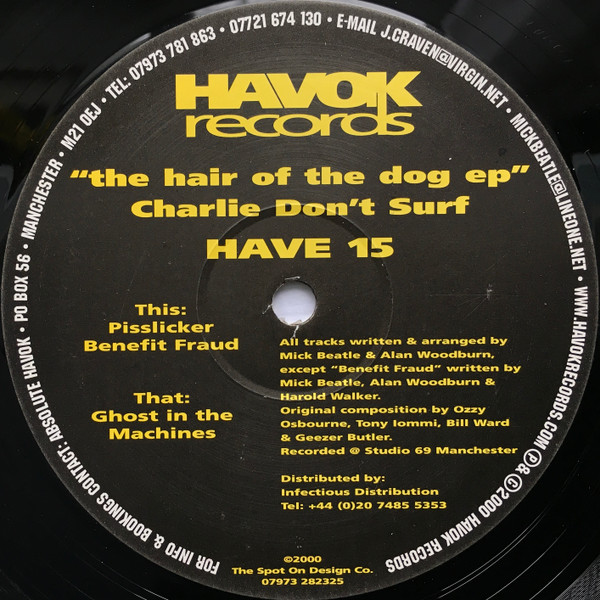 FOR INFO & BOOKINGS CONTACT: ABSOLUTE HAVOK • PO BOX 56 • MANCHESTER • M21 0EJ • TEL: 07973 781 863 • 07721 674 130 • E-MAIL J.CRAVEN@VIRGIN.NET • MICKBEATLE@LINEONE.NET • WWW.HAVOKRECORDS.COM ℗ & ©2000 HAVOK RECORDS
HAVOK
records
"the hair of the dog ep"
Charlie Don't Surf
HAVE 15
This:
Pisslicker
Benefit Fraud
That:
Ghost in the
Machines
All tracks written & arranged by
Mick Beatle & Alan Woodburn,
except "Benefit Fraud" written by
Mick Beatle, Alan Woodburn &
Harold Walker.
Original composition by Ozzy
Osbourne, Tony Iommi, Bill Ward
& Geezer Butler.
Recorded @ Studio 69 Manchester
Distributed by:
Infectious Distribution
Tel: +44 (0)20 7485 5353
©2000
The Spot On Design Co.
07973 282325